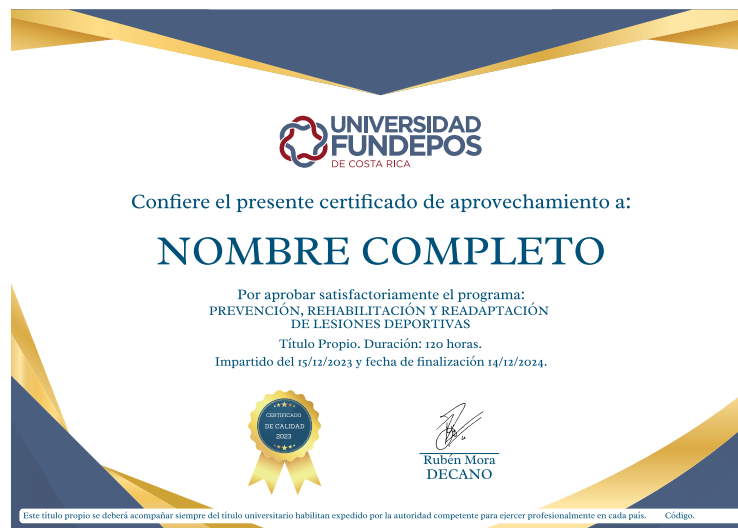 UNIVERSIDAD
FUNDEPOS
DE COSTA RICA
Confiere el presente certificado de aprovechamiento a:
NOMBRE COMPLETO
Por aprobar satisfactoriamente el programa:
PREVENCIÓN, REHABILITACIÓN Y READAPTACIÓN
DE LESIONES DEPORTIVAS
Título Propio. Duración: 120 horas.
Impartido del 15/12/2023 y fecha de finalización 14/12/2024.
CERTIFICADO
DE CALIDAD
2023
Rubén Mora
DECANO
Este título propio se deberá acompañar siempre del título universitario habilitan expedido por la autoridad competente para ejercer profesionalmente en cada país. Código.